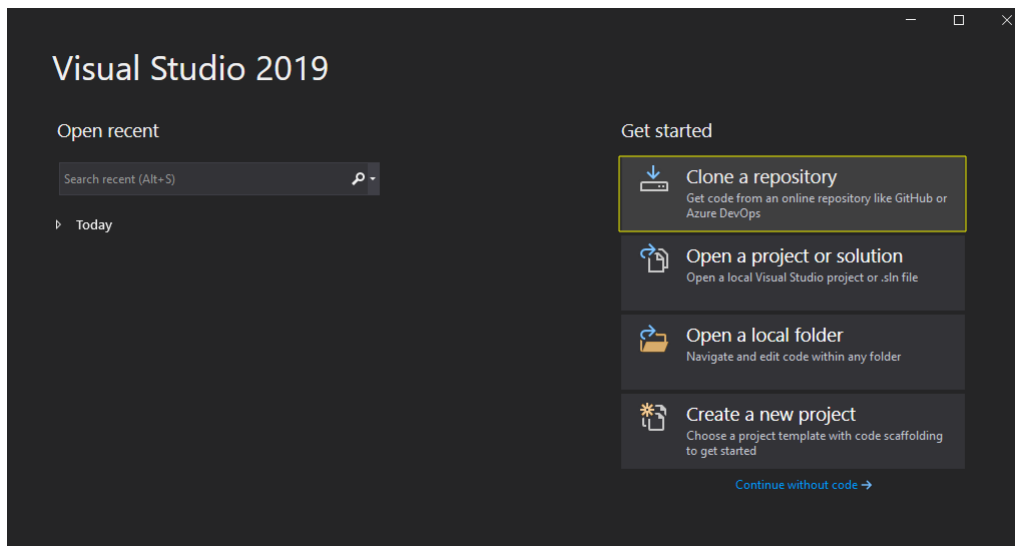 Visual Studio 2019
Open recent
Search recent (Alt+S)
Today
Get started
Clone a repository
Get code from an online repository like GitHub or
Azure DevOps
Open a project or solution
Open a local Visual Studio project or .sln file
Open a local folder
Navigate and edit code within any folder
Create a new project
Choose a project template with code scaffolding
to get started
Continue without code →